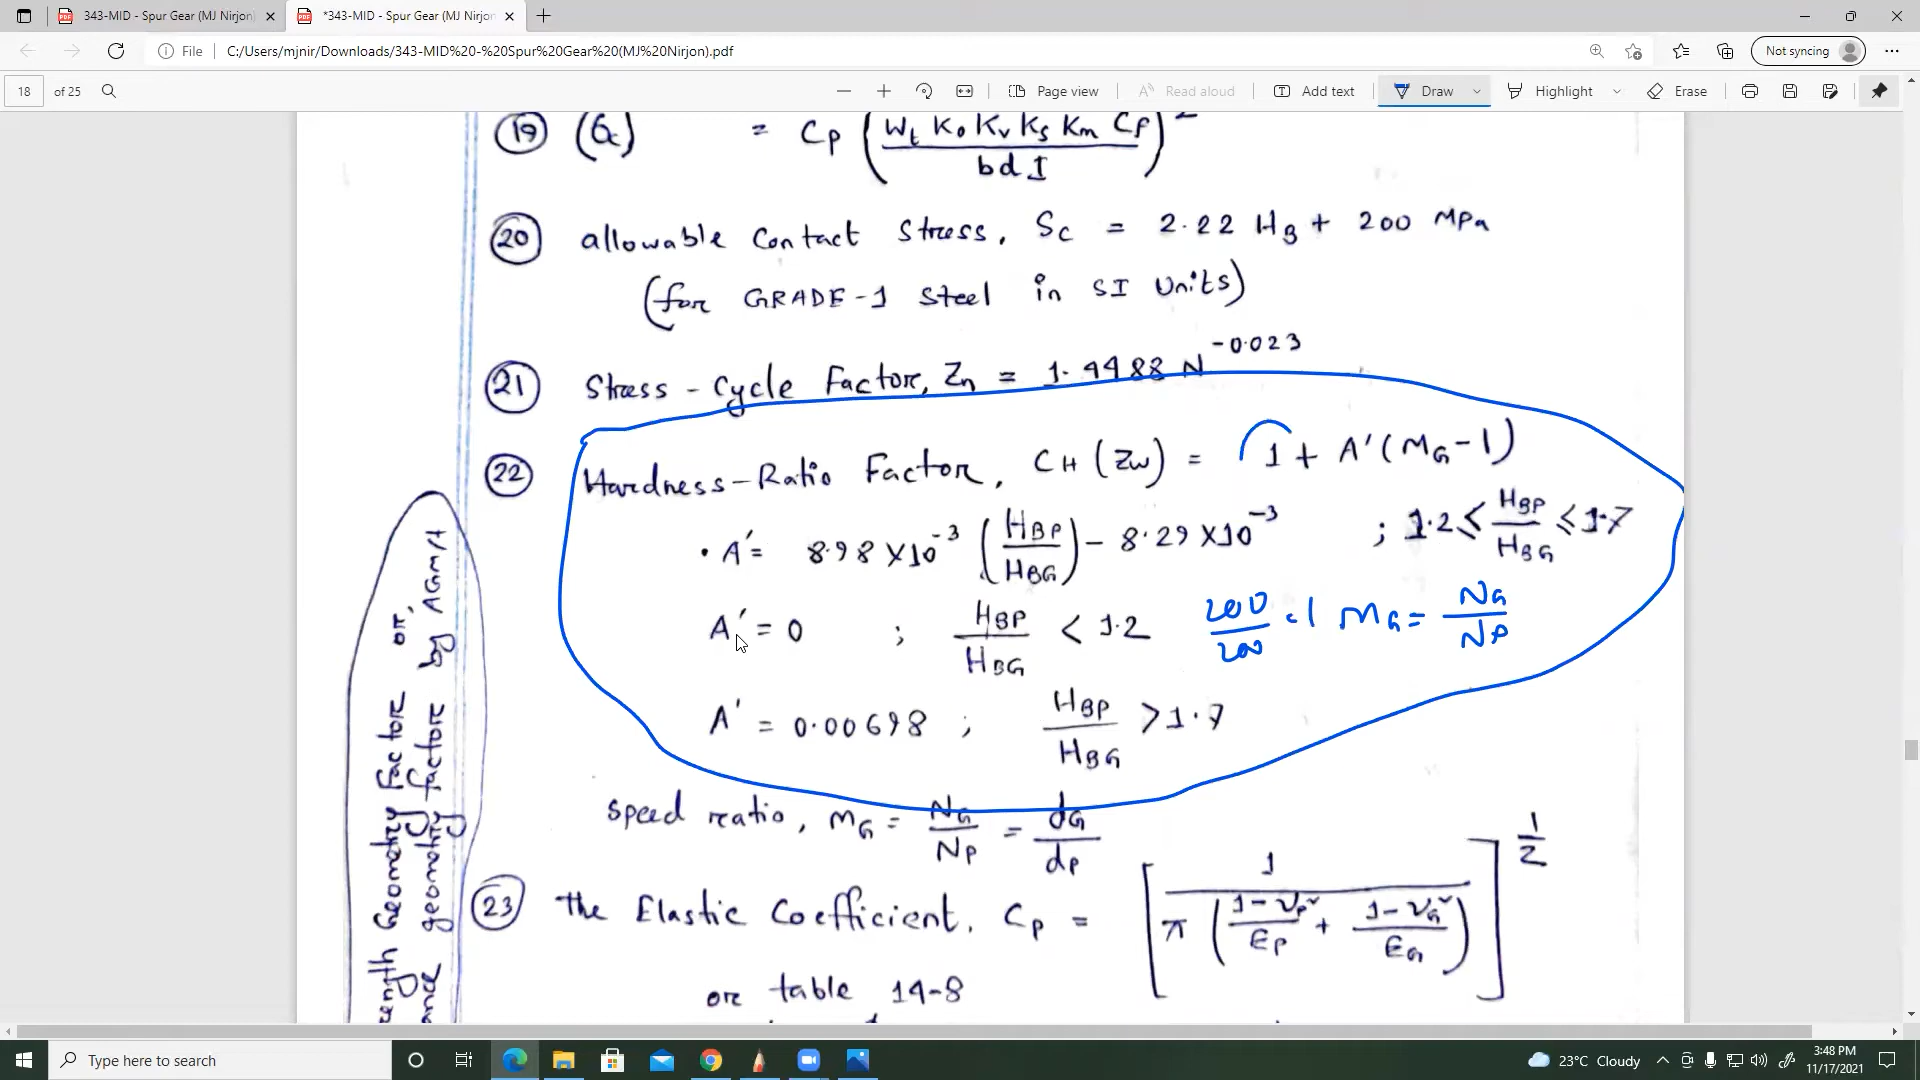 343-MID - Spur Gear (MJ Nirjon)
*343-MID - Spur Gear (MJ Nirjon
File C:/Users/mjnir/Downloads/343-MID%20-%20Spur%20Gear%20(MJ%20Nirjon).pdf Not syncing
18 of 25 Page view Read aloud Add text Draw Highlight Erase
19 = Cp (Wt Ko Kv Ks Km Cf / bdI)
20 allowable Contact Stress, Sc = 2.22 HB + 200 MPa
(for GRADE-1 steel in SI Units)
21 Stress-Cycle Factor, Zn = 1.4488 N^-0.023
22 Hardness-Ratio Factor, CH (Zw) = 1 + A'(MG-1)
• A' = 8.98 X10^-3 (HBP/HBG) - 8.29 X10^-3 ; 1.2 ≤ HBP/HBG ≤ 1.7
A' = 0 ; HBP/HBG < 1.2 200/200 = 1 MG = NG/NP
A' = 0.00698 ; HBP/HBG > 1.7
speed ratio, MG = NG/NP = dG/dP
23 the Elastic Coefficient, Cp = [1 / π((1-νP²)/EP + (1-νG²)/EG)]^1/2
or table 14-8
geometry factor or,
geometry factor by AGMA
Type here to search
23°C Cloudy
3:48 PM
11/17/2021